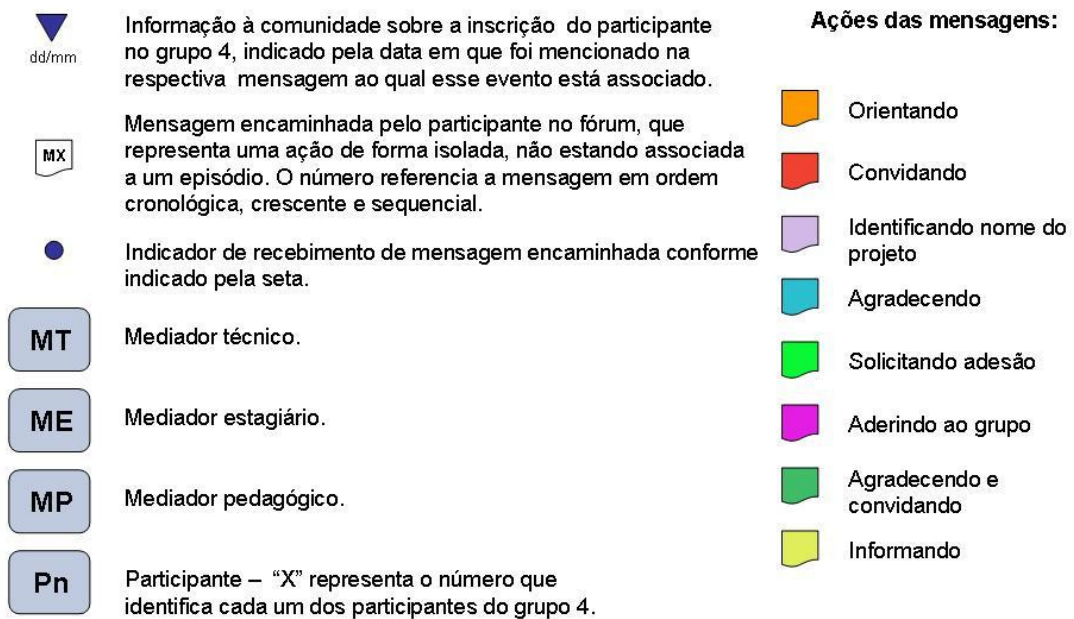 dd/mm
Informação à comunidade sobre a inscrição do participante
no grupo 4, indicado pela data em que foi mencionado na
respectiva mensagem ao qual esse evento está associado.
MX
Mensagem encaminhada pelo participante no fórum, que
representa uma ação de forma isolada, não estando associada
a um episódio. O número referencia a mensagem em ordem
cronológica, crescente e sequencial.
Indicador de recebimento de mensagem encaminhada conforme
indicado pela seta.
MT
Mediador técnico.
ME
Mediador estagiário.
MP
Mediador pedagógico.
Pn
Participante – “X” representa o número que
identifica cada um dos participantes do grupo 4.
Ações das mensagens:
Orientando
Convidando
Identificando nome do
projeto
Agradecendo
Solicitando adesão
Aderindo ao grupo
Agradecendo e
convidando
Informando